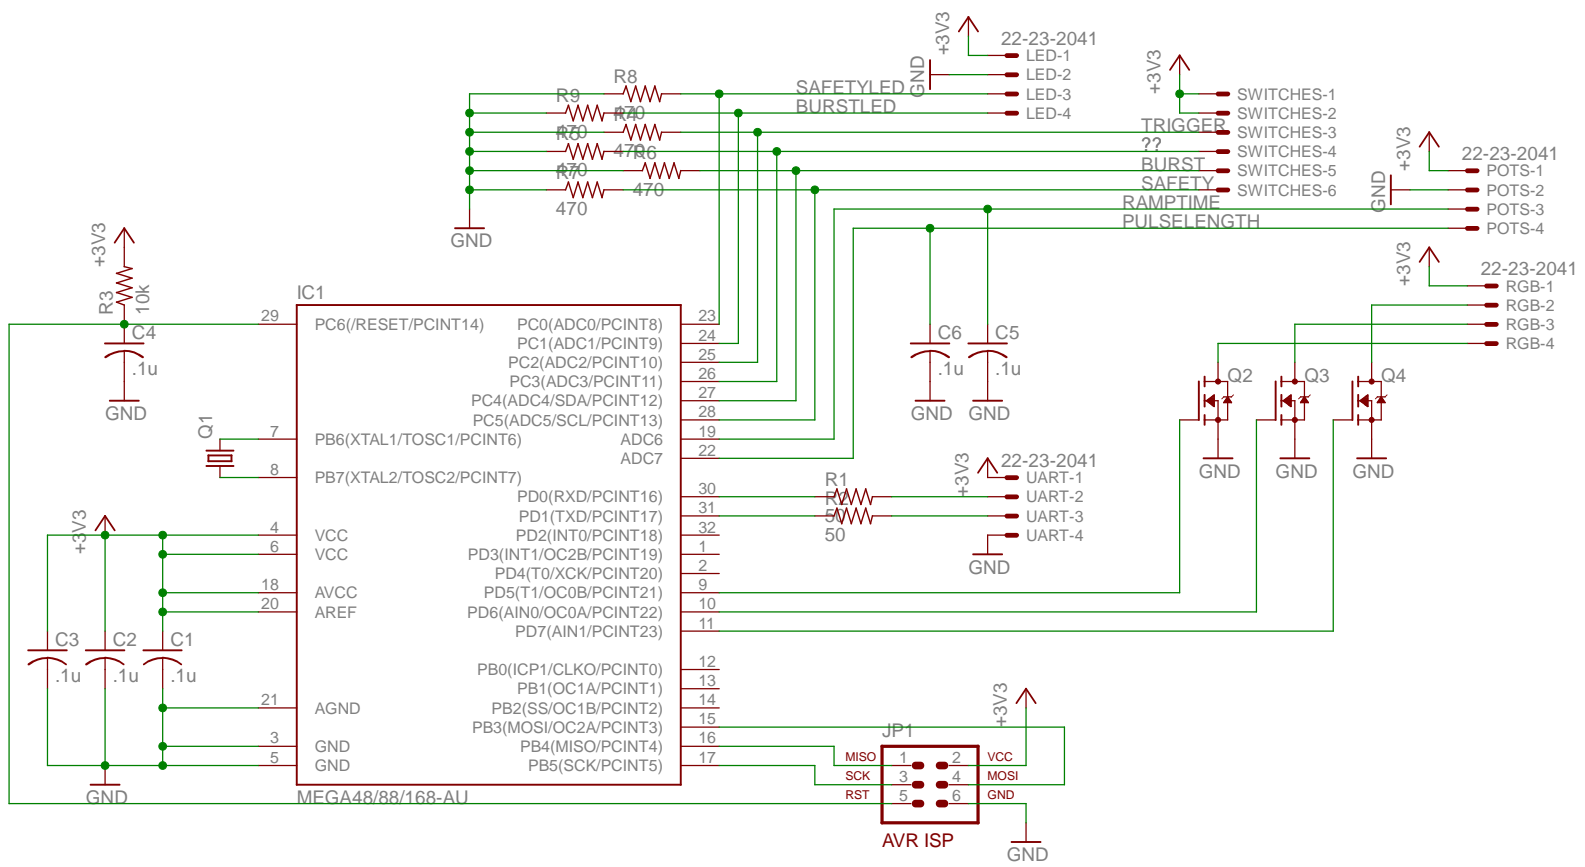 +3V3
22-23-2041
LED-1
GND
LED-2
R8
SAFETYLED
LED-3
470
R9
BURSTLED
LED-4
470
+3V3
SWITCHES-1
SWITCHES-2
TRIGGER
SWITCHES-3
470
??
SWITCHES-4
470
R6
BURST
SWITCHES-5
470
R7
SAFETY
SWITCHES-6
470
GND
+3V3
22-23-2041
POTS-1
GND
POTS-2
RAMPTIME
POTS-3
PULSELENGTH
POTS-4
+3V3
22-23-2041
RGB-1
RGB-2
RGB-3
RGB-4
+3V3
R3
10k
C4
.1u
GND
Q1
IC1
29
PC6(/RESET/PCINT14)
7
PB6(XTAL1/TOSC1/PCINT6)
8
PB7(XTAL2/TOSC2/PCINT7)
4
VCC
6
VCC
18
AVCC
20
AREF
21
AGND
3
GND
5
GND
PC0(ADC0/PCINT8)
23
PC1(ADC1/PCINT9)
24
PC2(ADC2/PCINT10)
25
PC3(ADC3/PCINT11)
26
PC4(ADC4/SDA/PCINT12)
27
PC5(ADC5/SCL/PCINT13)
28
ADC6
19
ADC7
22
PD0(RXD/PCINT16)
30
PD1(TXD/PCINT17)
31
PD2(INT0/PCINT18)
32
PD3(INT1/OC2B/PCINT19)
1
PD4(T0/XCK/PCINT20)
2
PD5(T1/OC0B/PCINT21)
9
PD6(AIN0/OC0A/PCINT22)
10
PD7(AIN1/PCINT23)
11
PB0(ICP1/CLKO/PCINT0)
12
PB1(OC1A/PCINT1)
13
PB2(SS/OC1B/PCINT2)
14
PB3(MOSI/OC2A/PCINT3)
15
PB4(MISO/PCINT4)
16
PB5(SCK/PCINT5)
17
MEGA48/88/168-AU
+3V3
C3
.1u
C2
.1u
C1
.1u
GND
C6
.1u
GND
C5
.1u
GND
Q2
GND
Q3
GND
Q4
GND
R1
50
R2
50
+3V3
22-23-2041
UART-1
UART-2
UART-3
UART-4
GND
+3V3
JP1
MISO
1
2
VCC
SCK
3
4
MOSI
RST
5
6
GND
AVR ISP
GND